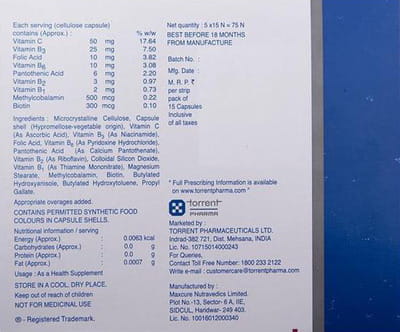 Each serving (cellulose capsule)
contains (Approx.) : % w/w
Vitamin C 50 mg 17.64
Vitamin B3 25 mg 7.50
Folic Acid 10 mg 3.82
Vitamin B6 10 mg 3.08
Pantothenic Acid 6 mg 2.20
Vitamin B2 3 mg 0.97
Vitamin B1 2 mg 0.73
Methylcobalamin 500 mcg 0.22
Biotin 300 mcg 0.10
Ingredients : Microcrystalline Cellulose, Capsule
shell (Hypromellose-vegetable origin), Vitamin C
(As Ascorbic Acid), Vitamin B3 (As Niacinamide),
Folic Acid, Vitamin B6 (As Pyridoxine Hydrochloride),
Pantothenic Acid (As Calcium Pantothenate),
Vitamin B2 (As Riboflavin), Colloidal Silicon Dioxide,
Vitamin B1 (As Thiamine Mononitrate), Magnesium
Stearate, Methylcobalamin, Biotin, Butylated
Hydroxyanisole, Butylated Hydroxytoluene, Propyl
Gallate.
Appropriate overages added.
CONTAINS PERMITTED SYNTHETIC FOOD
COLOURS IN CAPSULE SHELLS.
Nutritional information / serving
Energy (Approx.) : 0.0063 kcal
Carbohydrates (Approx.) : 0.0 g
Protein (Approx.) : 0.0 g
Fat (Approx.) : 0.0007 g
Usage : As a Health Supplement
STORE IN A COOL, DRY PLACE.
Keep out of reach of children
NOT FOR MEDICINAL USE
® - Registered Trademark.
Net quantity : 5 x15 N = 75 N
BEST BEFORE 18 MONTHS
FROM MANUFACTURE
Batch No. :
Mfg. Date :
M. R. P. ₹
per strip
pack of
15 Capsules
Inclusive
of all taxes
* Full Prescribing Information is available
on www.torrentpharma.com
torrent
PHARMA
Marketed by :
TORRENT PHARMACEUTICALS LTD.
Indrad-382 721, Dist. Mehsana, INDIA
Lic. No. 10715014000243
For Queries,
Contact Toll Free Number: 1800 233 2122
Write e-mail : customercare@torrentpharma.com
Manufactured by :
Maxcure Nutravedics Limited.
Plot No.-13, Sector- 6 A, IIE,
SIDCUL, Haridwar- 249 403.
Lic. No. 10016012000340